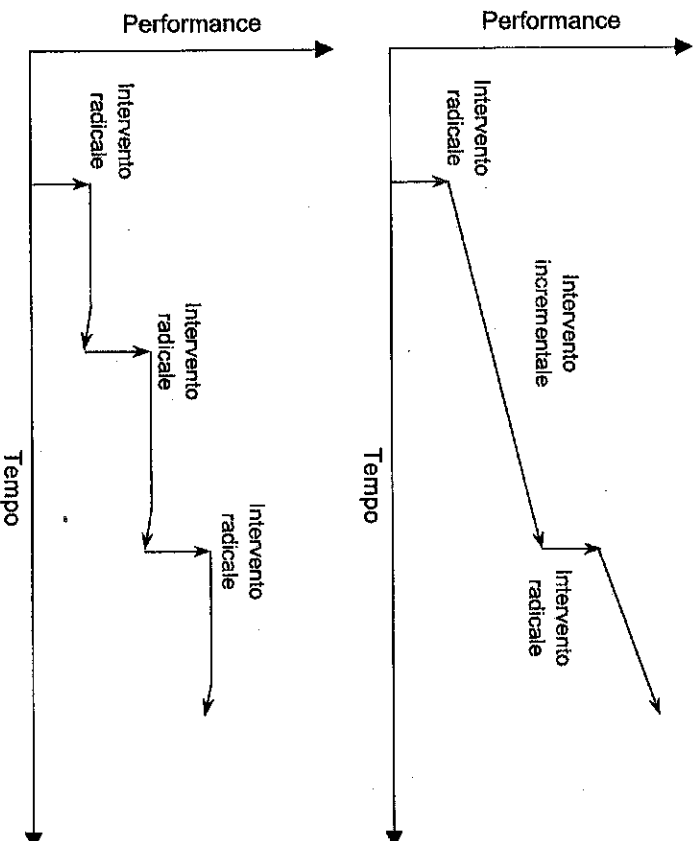 Performance
Intervento
radicale
Intervento
incrementale
Intervento
radicale
Tempo
Performance
Intervento
radicale
Intervento
radicale
Intervento
radicale
Tempo